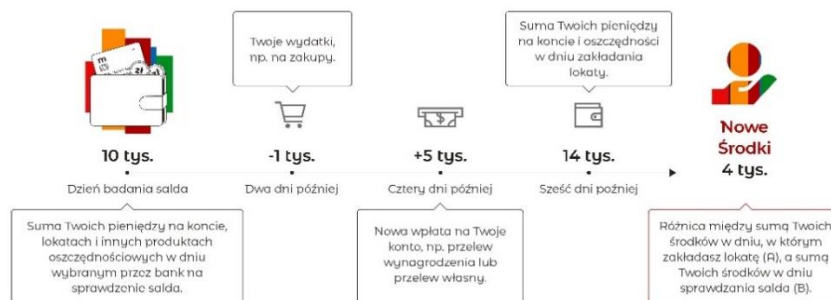 Twoje wydatki,
np. na zakupy.
Suma Twoich pieniędzy
na koncie i oszczędności
w dniu zakładania
lokaty.
Nowe
Środki
10 tys.
-1 tys.
+5 tys.
14 tys.
4 tys.
Dzień badania salda
Dwa dni później
Cztery dni później
Sześć dni poźniej
Suma Twoich pieniędzy na koncie,
lokatach i innych produktach
oszczędnościowych w dniu
wybranym przez bank na
sprawdzenie salda.
Nowa wpłata na Twoje
konto, np. przelew
wynagrodzenia lub
przelew własny.
Różnica między sumą Twoich
środków w dniu, w którym
zakładasz lokatę (A), a sumą
Twoich środków w dniu
sprawdzania salda (B).